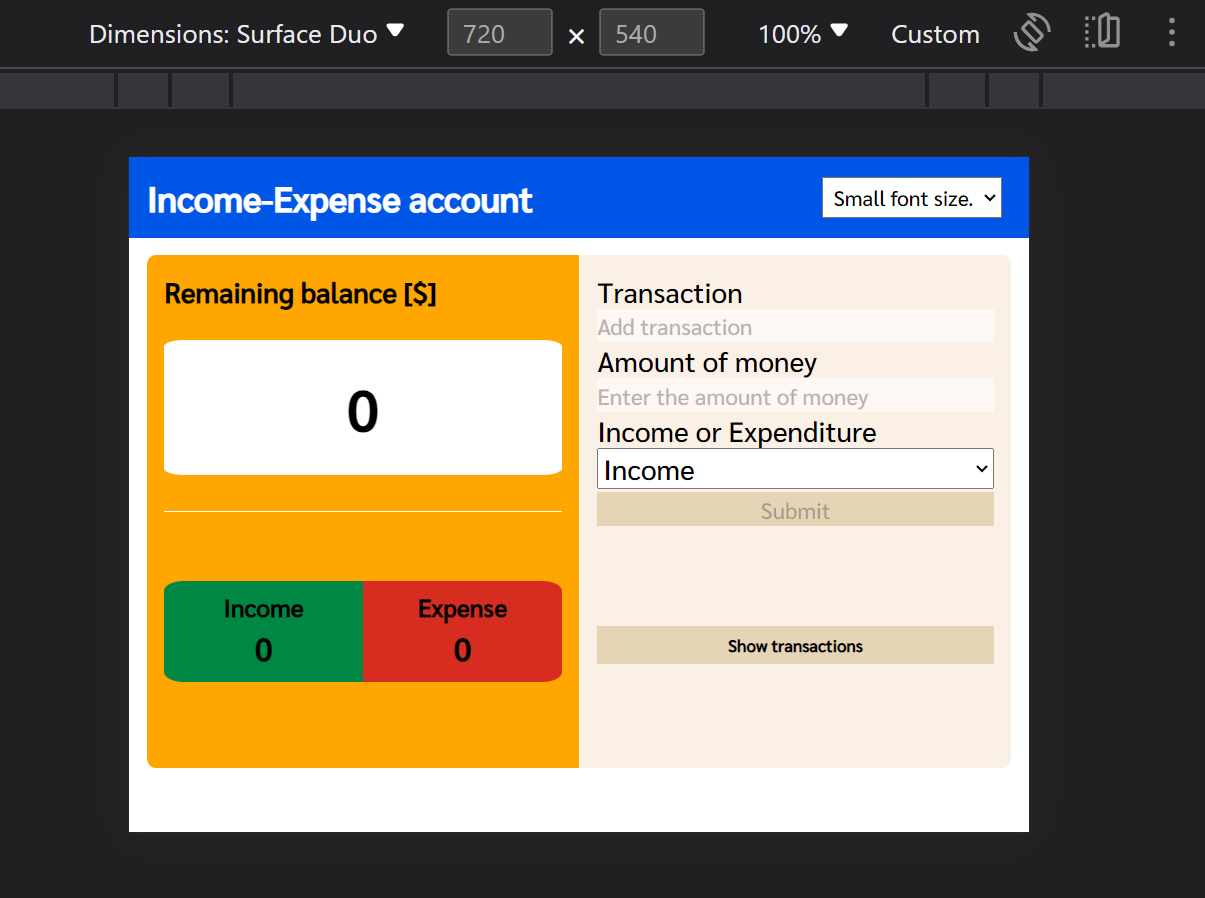 Dimensions: Surface Duo 720 × 540 100% Custom
Income-Expense account
Small font size.
Remaining balance [$]
0
Income
0
Expense
0
Transaction
Add transaction
Amount of money
Enter the amount of money
Income or Expenditure
Income
Submit
Show transactions